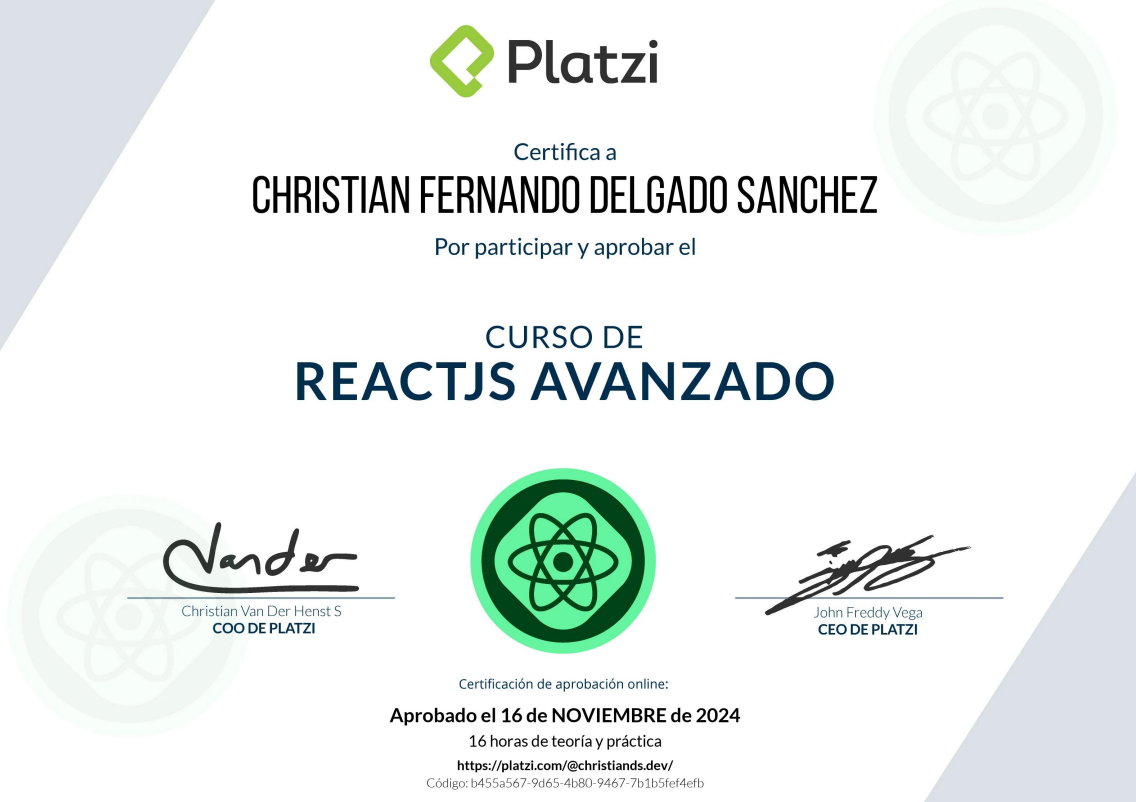 Platzi
Certifica a
CHRISTIAN FERNANDO DELGADO SANCHEZ
Por participar y aprobar el
CURSO DE
REACTJS AVANZADO
Vander
Christian Van Der Henst S
COO DE PLATZI
John Freddy Vega
CEO DE PLATZI
Certificación de aprobación online:
Aprobado el 16 de NOVIEMBRE de 2024
16 horas de teoría y práctica
https://platzi.com/@christiands.dev/
Código: b455a567-9d65-4b80-9467-7b1b5fef4efb